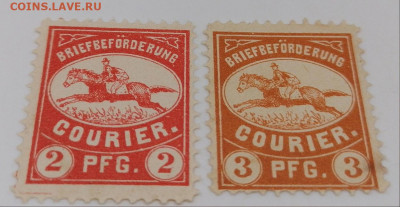 COINS.LAVE.RU
BRIEFBEFÖRDERUNG
COURIER.
2 PFG. 2
BRIEFBEFÖRDERUNG
COURIER.
3 PFG. 3